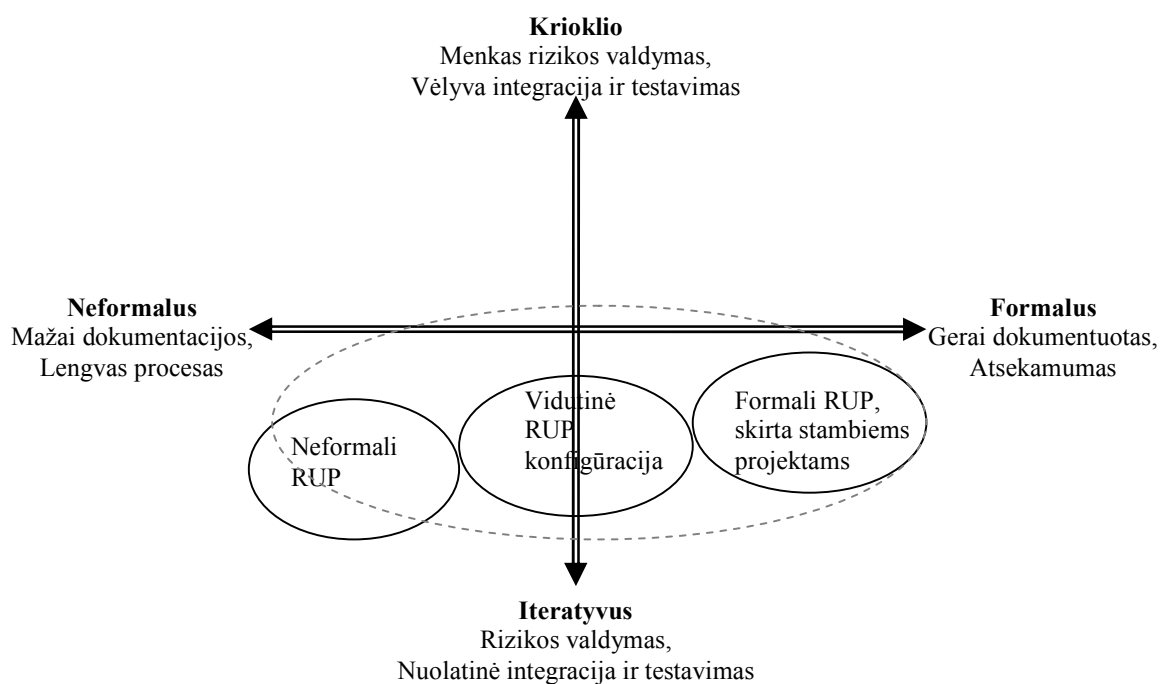 Krioklio
Menkas rizikos valdymas,
Vėlyva integracija ir testavimas
Neformalus
Mažai dokumentacijos,
Lengvas procesas
Formalus
Gerai dokumentuotas,
Atsekamumas
Neformali
RUP
Vidutinė
RUP
konfigūracija
Formali RUP,
skirta stambiems
projektams
Iteratyvus
Rizikos valdymas,
Nuolatinė integracija ir testavimas